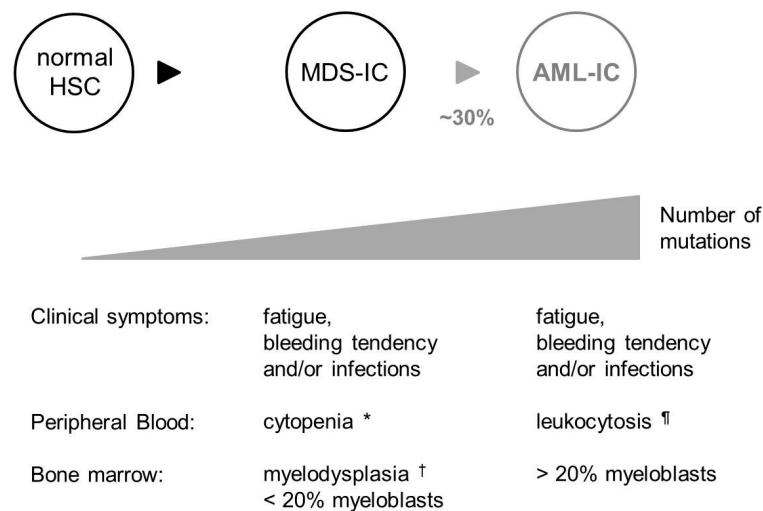 normal
HSC
MDS-IC
AML-IC
~30%
Number of
mutations
Clinical symptoms:
fatigue,
bleeding tendency
and/or infections
fatigue,
bleeding tendency
and/or infections
Peripheral Blood:
cytopenia *
leukocytosis ¶
Bone marrow:
myelodysplasia †
< 20% myeloblasts
> 20% myeloblasts